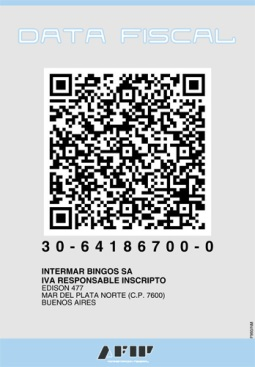 DATA FISCAL
30-64186700-0
INTERMAR BINGOS SA
IVA RESPONSABLE INSCRIPTO
EDISON 477
MAR DEL PLATA NORTE (C.P. 7600)
BUENOS AIRES
AFIP